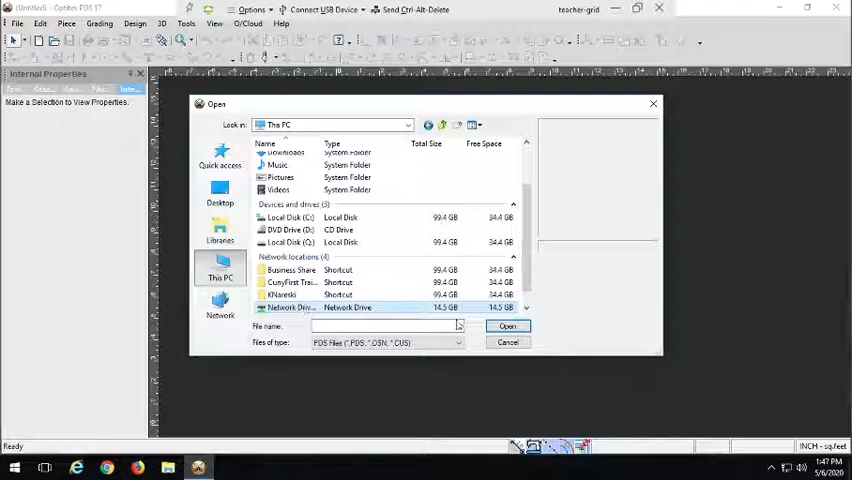 (Untitled) - Optitex PDS 17
Options
Connect USB Device
Send Ctrl-Alt-Delete
teacher-grid
File Edit Piece Grading Design 3D Tools View O/Cloud Help
Internal Properties
Inter...
Make a Selection to View Properties.
Open
Look in: This PC
Name Type Total Size Free Space
Downloads System Folder
Music System Folder
Pictures System Folder
Videos System Folder
Devices and drives (3)
Local Disk (C:) Local Disk 99.4 GB 34.4 GB
DVD Drive (D:) CD Drive
Local Disk (Q:) Local Disk 99.4 GB 34.4 GB
Network locations (4)
Business Share Shortcut 99.4 GB 34.4 GB
CunyFirst Trai... Shortcut 99.4 GB 34.4 GB
KNareski Shortcut 99.4 GB 34.4 GB
Network Driv... Network Drive 14.5 GB 14.5 GB
Quick access
Desktop
Libraries
This PC
Network
File name:
Open
Files of type: PDS Files (*.PDS, *.DSN, *.CUS)
Cancel
Ready
INCH - sq.feet
1:47 PM
5/6/2020